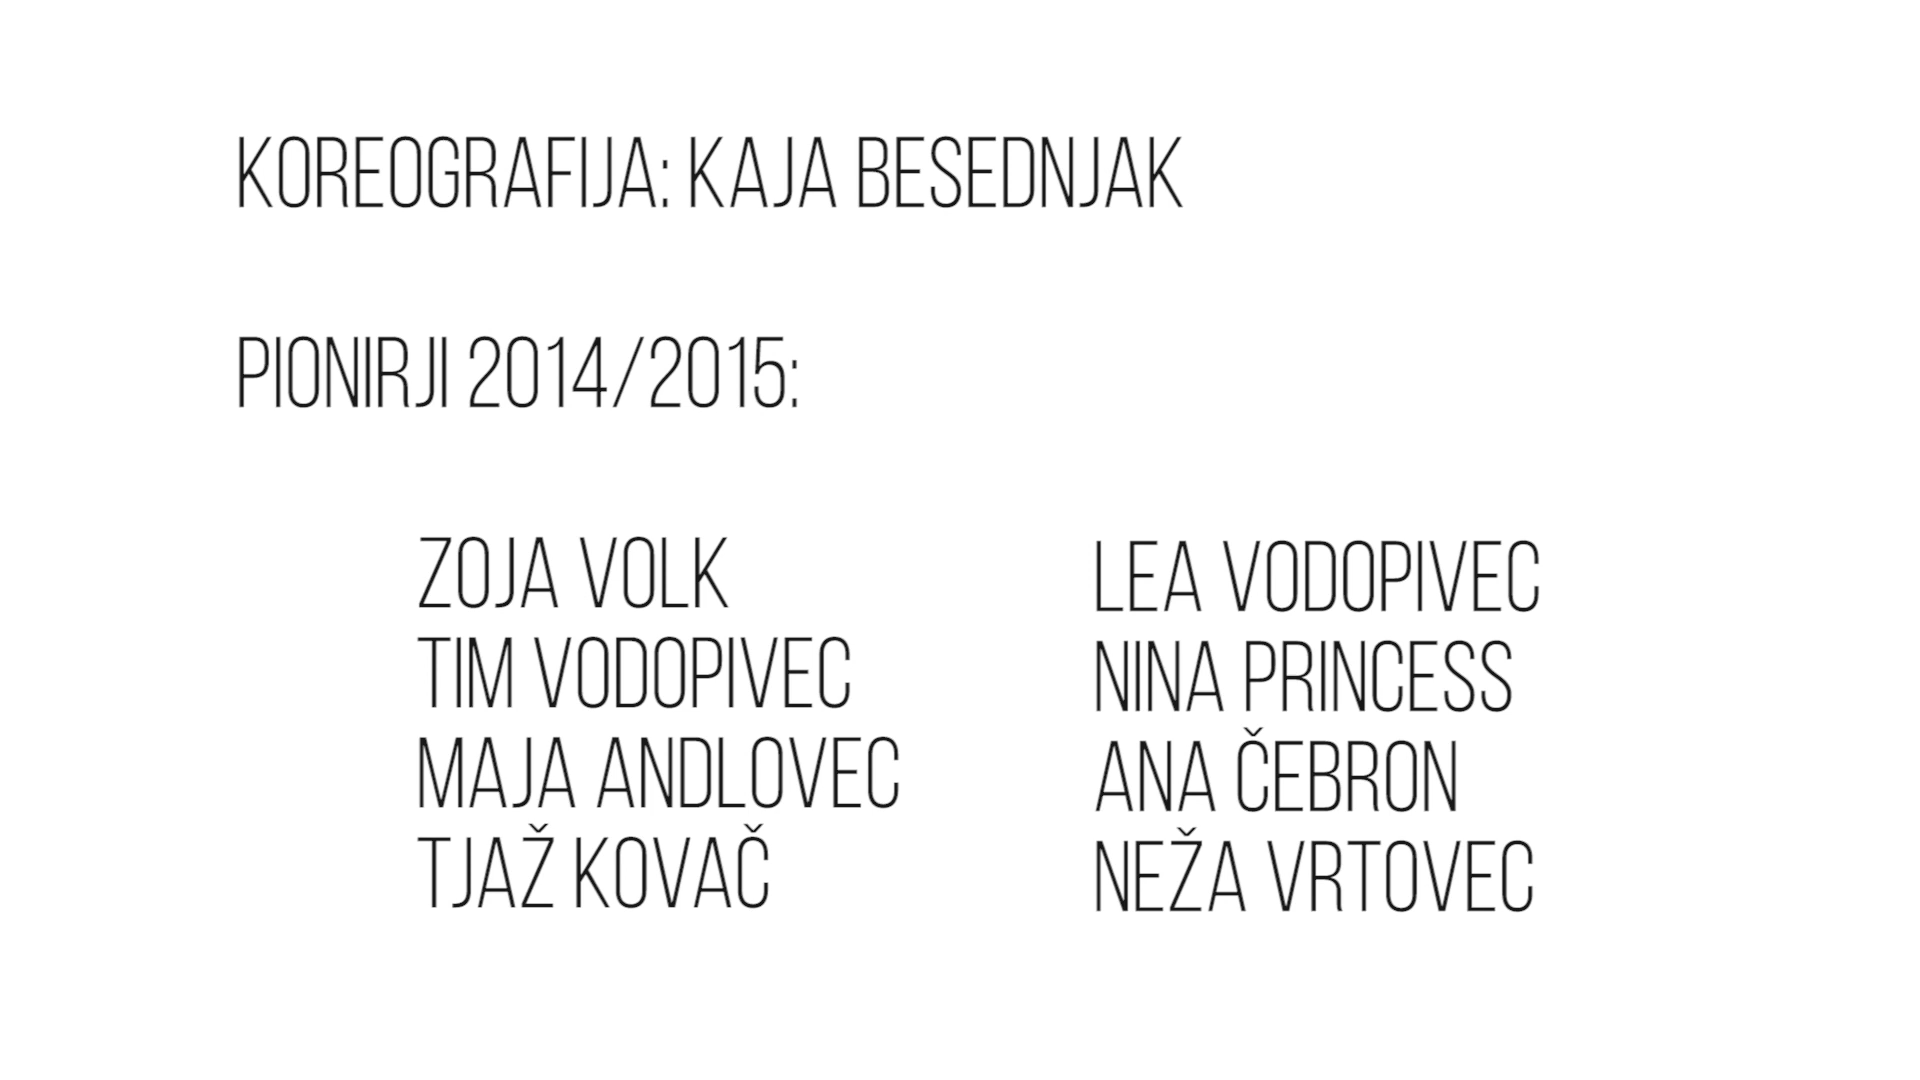 KOREOGRAFIJA: KAJA BESEDNJAK
PIONIRJI 2014/2015:
ZOJA VOLK
TIM VODOPIVEC
MAJA ANDLOVEC
TJAŽ KOVAČ
LEA VODOPIVEC
NINA PRINCESS
ANA ČEBRON
NEŽA VRTOVEC